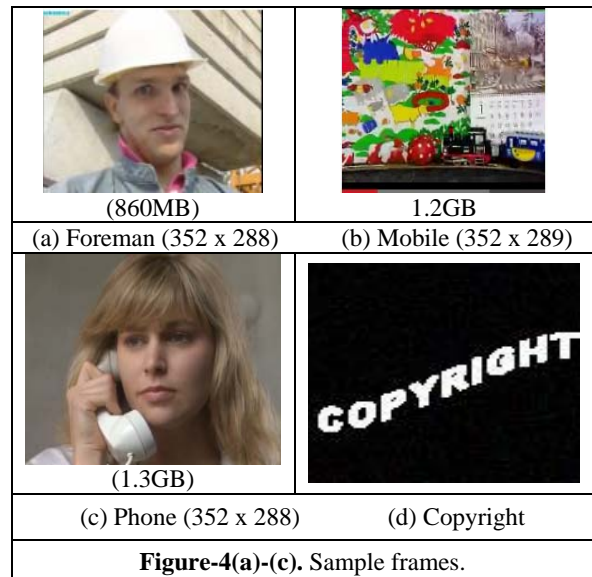 (860MB)
1.2GB
(a) Foreman (352 x 288)
(b) Mobile (352 x 289)
(1.3GB)
COPYRIGHT
(c) Phone (352 x 288)
(d) Copyright
Figure-4(a)-(c). Sample frames.